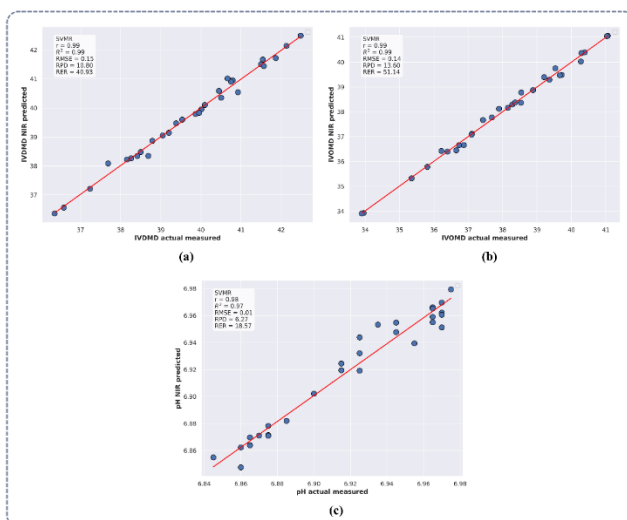 SVMR
r = 0.99
R² = 0.99
RMSE = 0.15
RPD = 10.80
RER = 40.93
42
41
40
39
38
37
IVDMD NIR predicted
37 38 39 40 41 42
IVDMD actual measured
(a)
SVMR
r = 0.99
R² = 0.99
RMSE = 0.14
RPD = 13.60
RER = 51.14
41
40
39
38
37
36
35
34
IVOMD NIR predicted
34 35 36 37 38 39 40 41
IVOMD actual measured
(b)
SVMR
r = 0.98
R² = 0.97
RMSE = 0.01
RPD = 6.27
RER = 18.57
6.98
6.96
6.94
6.92
6.90
6.88
6.86
pH NIR predicted
6.84 6.86 6.88 6.90 6.92 6.94 6.96 6.98
pH actual measured
(c)